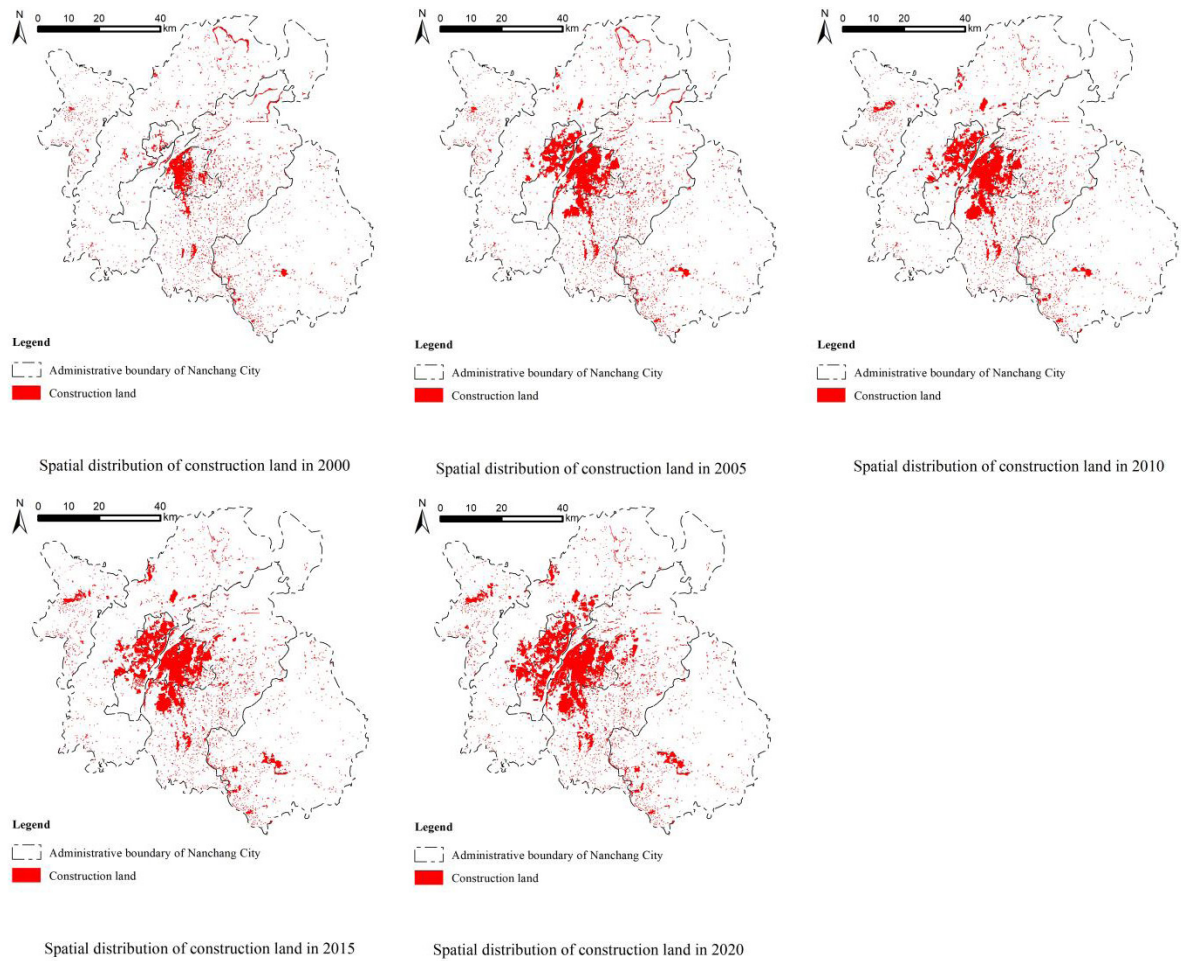 N
0 20 40
km
N
0 20 40
km
N
0 20 40
km
Legend
Administrative boundary of Nanchang City
Construction land
Legend
Administrative boundary of Nanchang City
Construction land
Legend
Administrative boundary of Nanchang City
Construction land
Spatial distribution of construction land in 2000
Spatial distribution of construction land in 2005
Spatial distribution of construction land in 2010
N
0 20 40
km
N
0 20 40
km
Legend
Administrative boundary of Nanchang City
Construction land
Legend
Administrative boundary of Nanchang City
Construction land
Spatial distribution of construction land in 2015
Spatial distribution of construction land in 2020